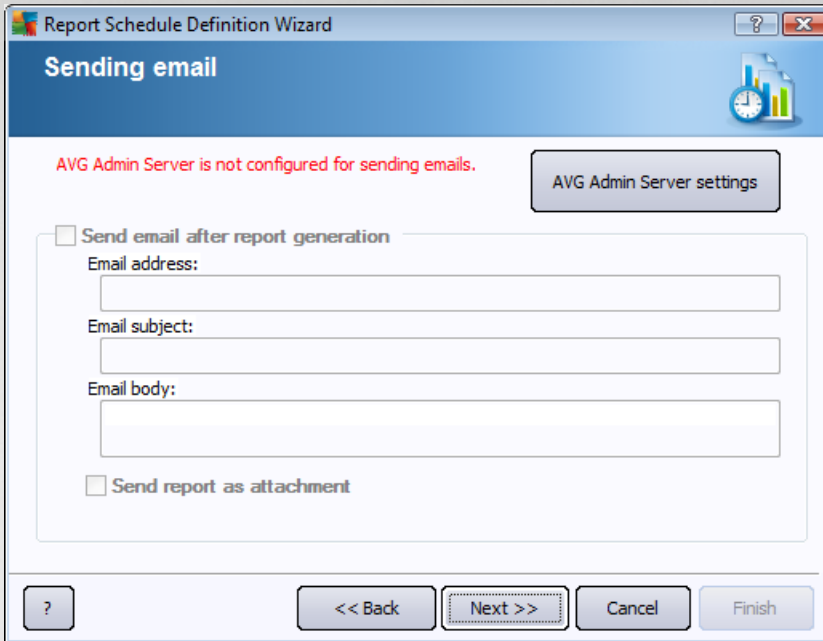 Report Schedule Definition Wizard
?
Sending email
AVG Admin Server is not configured for sending emails.
AVG Admin Server settings
Send email after report generation
Email address:
Email subject:
Email body:
Send report as attachment
? << Back Next >> Cancel Finish